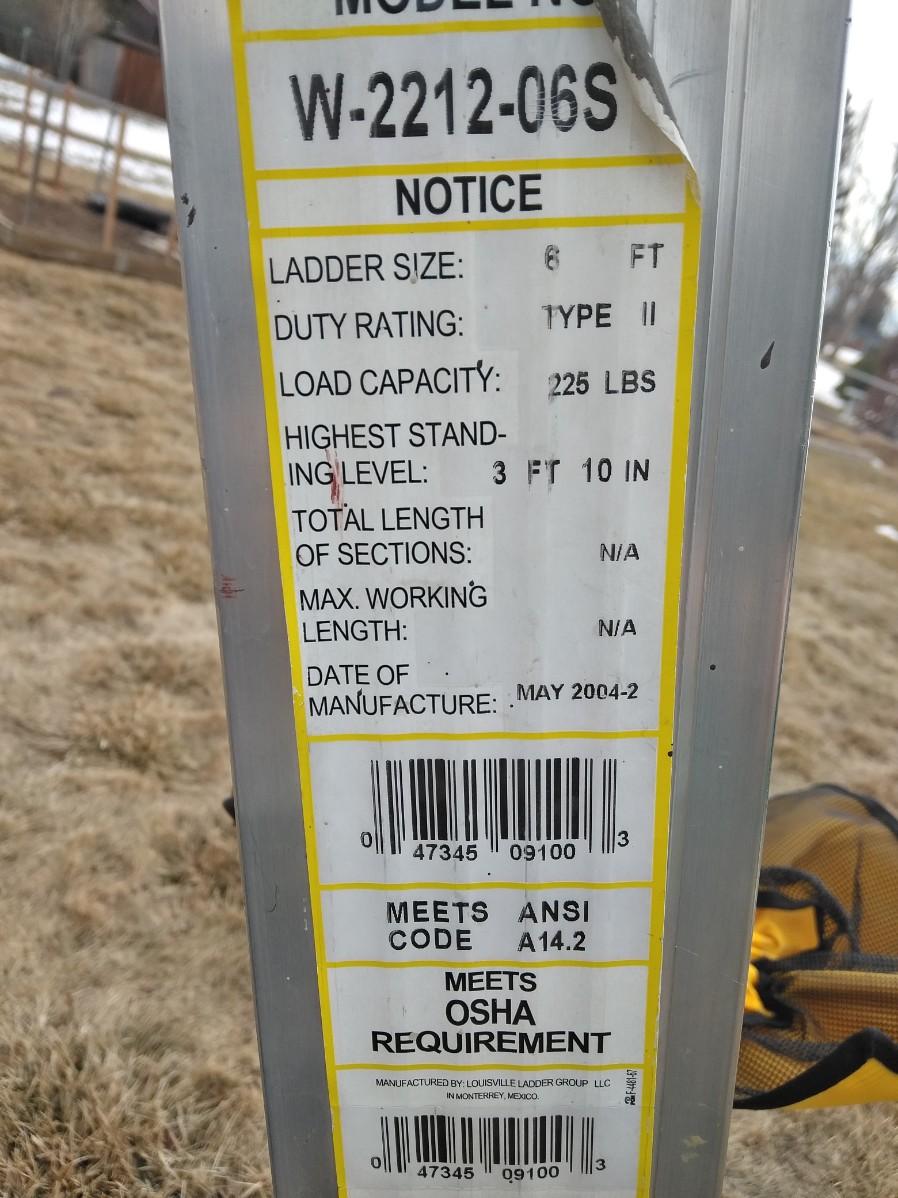 MODEL NO
W-2212-06S
NOTICE
LADDER SIZE: 6 FT
DUTY RATING: TYPE II
LOAD CAPACITY: 225 LBS
HIGHEST STAND-
ING LEVEL: 3 FT 10 IN
TOTAL LENGTH
OF SECTIONS: N/A
MAX. WORKING
LENGTH: N/A
DATE OF
MANUFACTURE: MAY 2004-2
0 47345 09100 3
MEETS ANSI
CODE A14.2
MEETS
OSHA
REQUIREMENT
MANUFACTURED BY: LOUISVILLE LADDER GROUP LLC
IN MONTERREY, MEXICO.
0 47345 09100 3